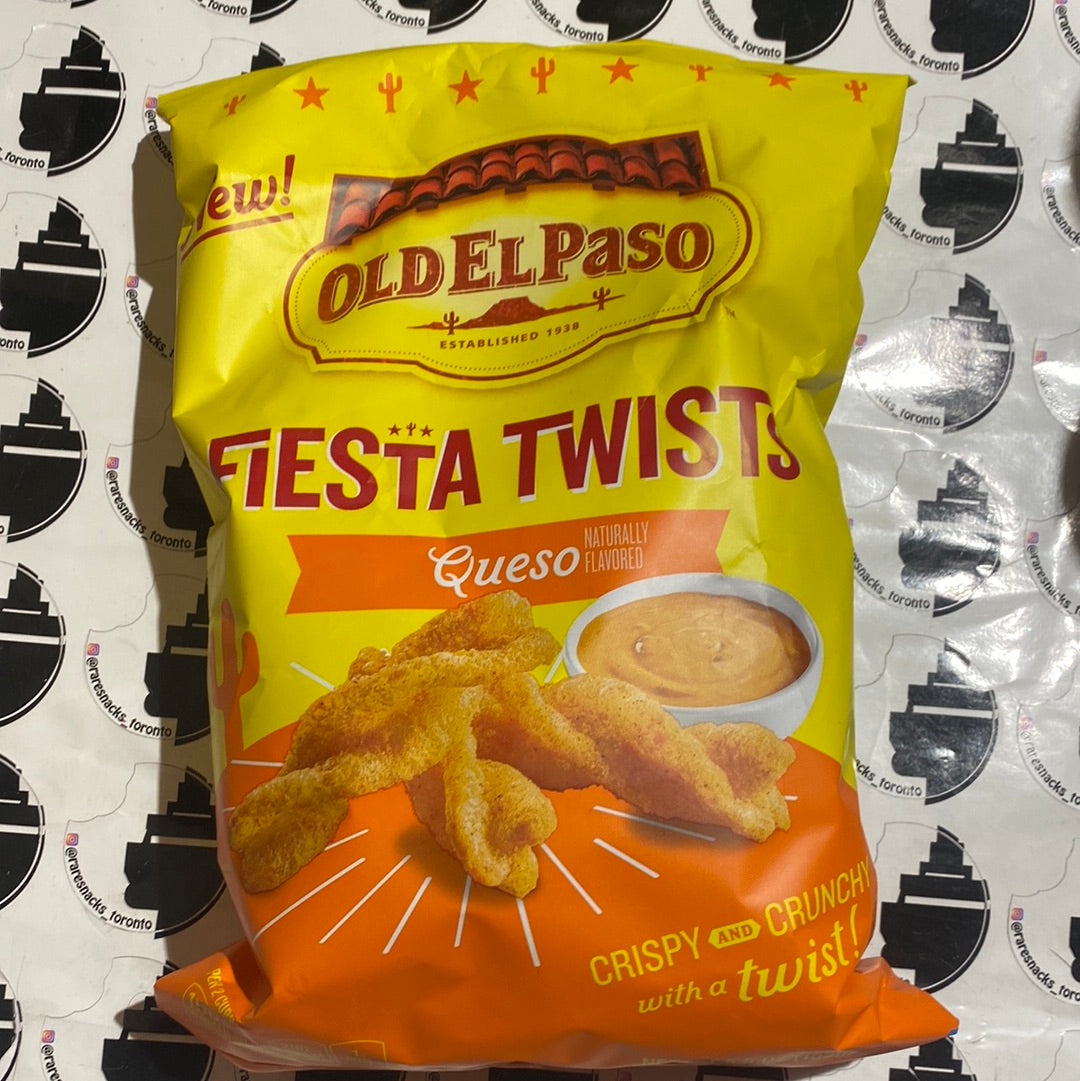 New!
OLD EL PASO
ESTABLISHED 1938
FIESTA TWISTS
Queso NATURALLY FLAVORED
CRISPY AND CRUNCHY
with a twist!
@raresnacks_toronto